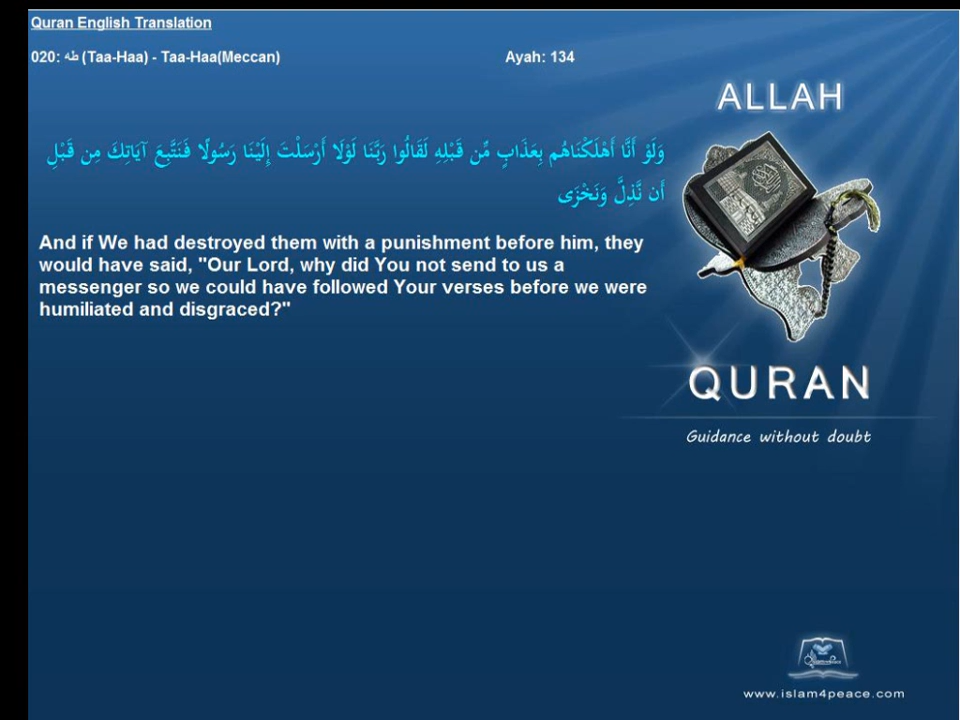 Quran English Translation
020: طه (Taa-Haa) - Taa-Haa(Meccan) Ayah: 134
ALLAH
وَلَوْ أَنَّا أَهْلَكْنَاهُم بِعَذَابٍ مِّن قَبْلِهِ لَقَالُوا رَبَّنَا لَوْلَا أَرْسَلْتَ إِلَيْنَا رَسُولًا فَنَتَّبِعَ آيَاتِكَ مِن قَبْلِ
أَن نَّذِلَّ وَنَخْزَى
And if We had destroyed them with a punishment before him, they
would have said, "Our Lord, why did You not send to us a
messenger so we could have followed Your verses before we were
humiliated and disgraced?"
QURAN
Guidance without doubt
www.islam4peace.com